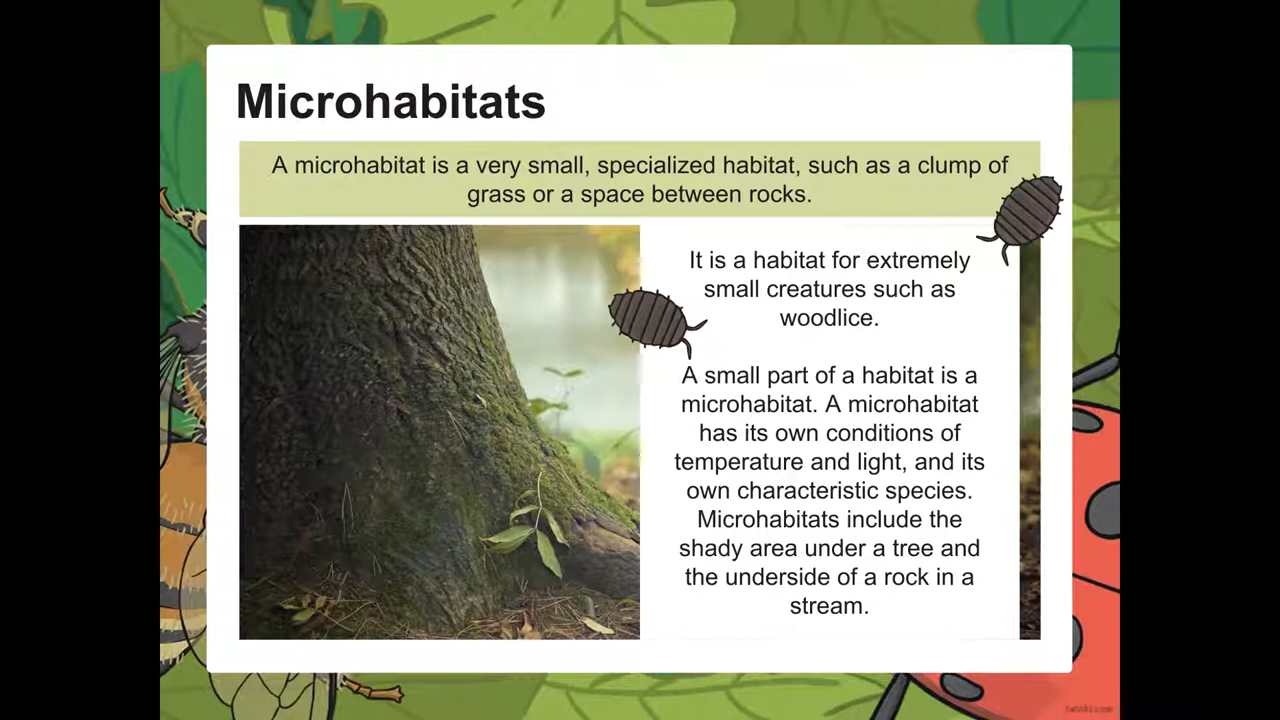 Microhabitats
A microhabitat is a very small, specialized habitat, such as a clump of
grass or a space between rocks.
It is a habitat for extremely
small creatures such as
woodlice.
A small part of a habitat is a
microhabitat. A microhabitat
has its own conditions of
temperature and light, and its
own characteristic species.
Microhabitats include the
shady area under a tree and
the underside of a rock in a
stream.